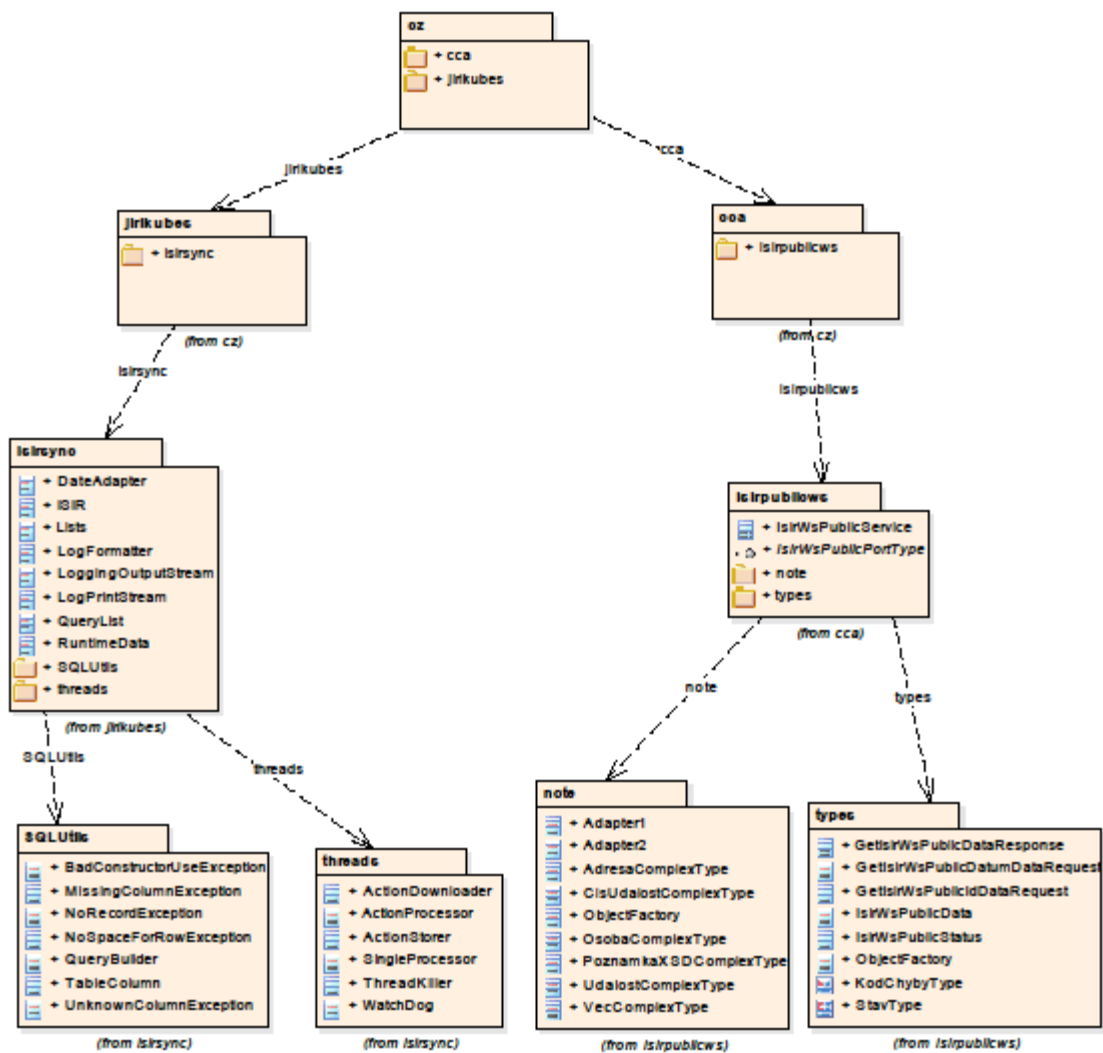 cz
+ cca
+ jirikubes
jirikubes
cca
jirikubes
+ isirsync
(from cz)
cca
+ isirpublicws
(from cz)
isirsync
isirpublicws
isirsync
+ DateAdapter
+ ISIR
+ Lists
+ LogFormatter
+ LoggingOutputStream
+ LogPrintStream
+ QueryList
+ RuntimeData
+ SQLUtils
+ threads
(from jirikubes)
isirpublicws
+ IsirWsPublicService
+ IsirWsPublicPortType
+ note
+ types
(from cca)
SQLUtils
threads
note
types
SQLUtils
+ BadConstructorUseException
+ MissingColumnException
+ NoRecordException
+ NoSpaceForRowException
+ QueryBuilder
+ TableColumn
+ UnknownColumnException
(from isirsync)
threads
+ ActionDownloader
+ ActionProcessor
+ ActionStorer
+ SingleProcessor
+ ThreadKiller
+ WatchDog
(from isirsync)
note
+ Adapter1
+ Adapter2
+ AdresaComplexType
+ CisUdalostComplexType
+ ObjectFactory
+ OsobaComplexType
+ PoznamkaXSDComplexType
+ UdalostComplexType
+ VecComplexType
(from isirpublicws)
types
+ GetIsirWsPublicDataResponse
+ GetIsirWsPublicDatumDataRequest
+ GetIsirWsPublicIdDataRequest
+ IsirWsPublicData
+ IsirWsPublicStatus
+ ObjectFactory
+ KodChybyType
+ StavType
(from isirpublicws)